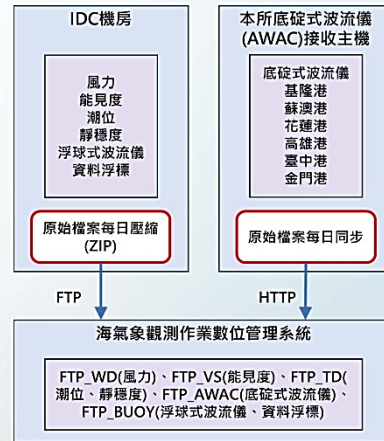 IDC機房
風力
能見度
潮位
靜穩度
浮球式波流儀
資料浮標
原始檔案每日壓縮
(ZIP)
本所底碇式波流儀
(AWAC)接收主機
底碇式波流儀
基隆港
蘇澳港
花蓮港
高雄港
臺中港
金門港
原始檔案每日同步
FTP
HTTP
海氣象觀測作業數位管理系統
FTP_WD(風力)、FTP_VS(能見度)、FTP_TD(
潮位、靜穩度)、FTP_AWAC(底碇式波流儀)、
FTP_BUOY(浮球式波流儀、資料浮標)